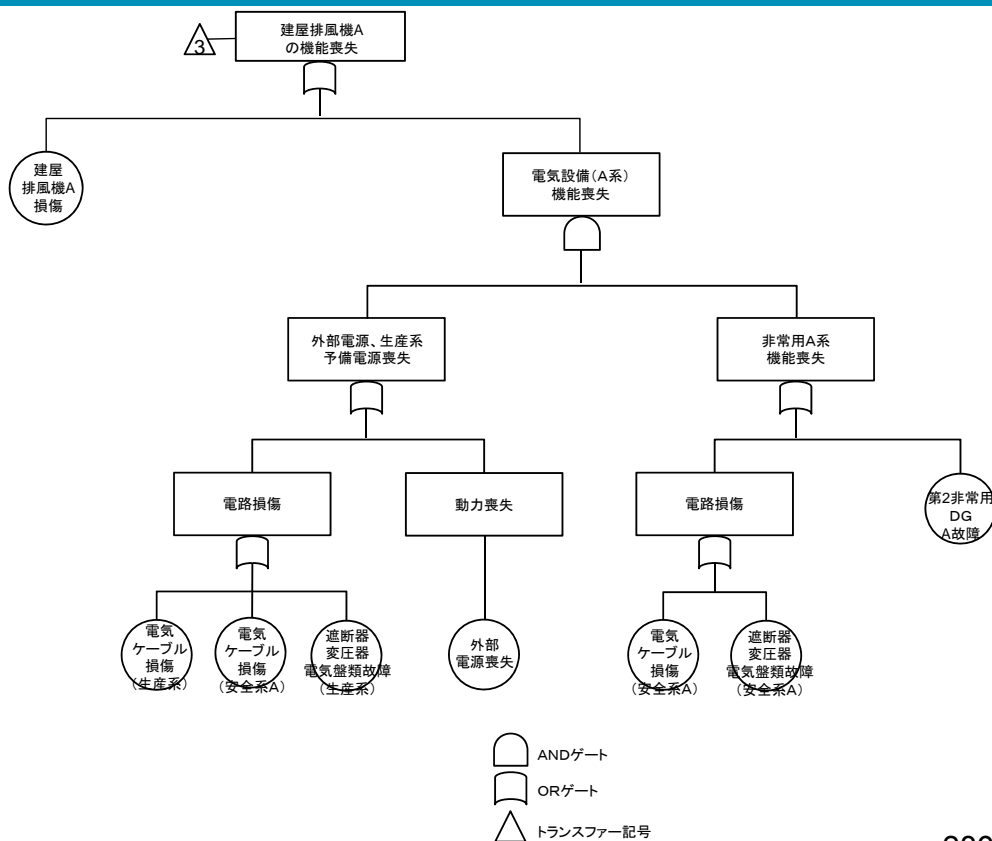 3
建屋排風機A
の機能喪失
建屋
排風機A
損傷
電気設備(A系)
機能喪失
外部電源、生産系
予備電源喪失
非常用A系
機能喪失
電路損傷
動力喪失
電路損傷
第2非常用
DG
A故障
電気
ケーブル
損傷
(生産系)
電気
ケーブル
損傷
(安全系A)
遮断器
変圧器
電気盤類故障
(生産系)
外部
電源喪失
電気
ケーブル
損傷
(安全系A)
遮断器
変圧器
電気盤類故障
(安全系A)
ANDゲート
ORゲート
トランスファー記号